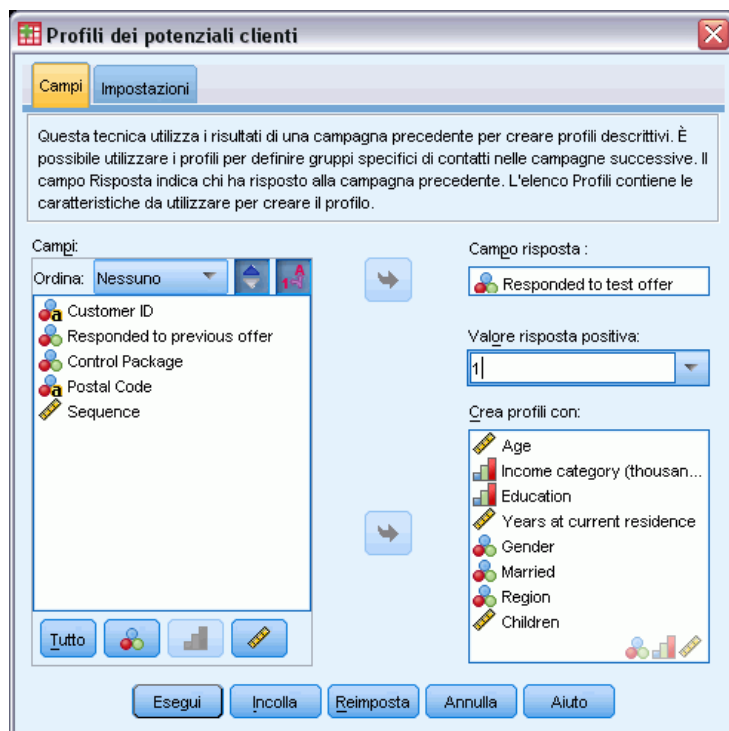 Profili dei potenziali clienti
Campi
Impostazioni
Questa tecnica utilizza i risultati di una campagna precedente per creare profili descrittivi. È
possibile utilizzare i profili per definire gruppi specifici di contatti nelle campagne successive. Il
campo Risposta indica chi ha risposto alla campagna precedente. L'elenco Profili contiene le
caratteristiche da utilizzare per creare il profilo.
Campi:
Ordina: Nessuno
Customer ID
Responded to previous offer
Control Package
Postal Code
Sequence
Tutto
Campo risposta :
Responded to test offer
Valore risposta positiva:
1
Crea profili con:
Age
Income category (thousan...
Education
Years at current residence
Gender
Married
Region
Children
Esegui
Incolla
Reimposta
Annulla
Aiuto